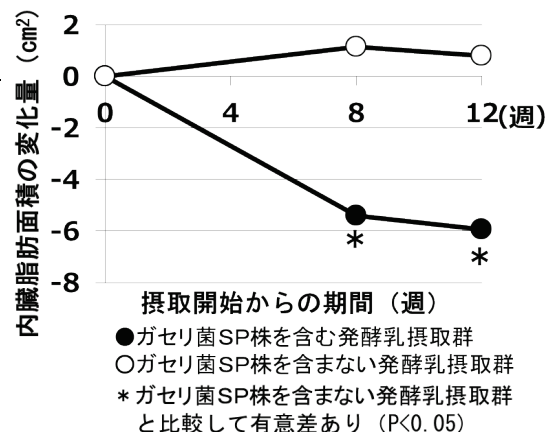 内臓脂肪面積の変化量（cm²）
2
0
-2
-4
-6
-8
0
4
8
12(週)
*
*
摂取開始からの期間（週）
●ガセリ菌SP株を含む発酵乳摂取群
○ガセリ菌SP株を含まない発酵乳摂取群
*ガセリ菌SP株を含まない発酵乳摂取群
と比較して有意差あり（P<0.05）